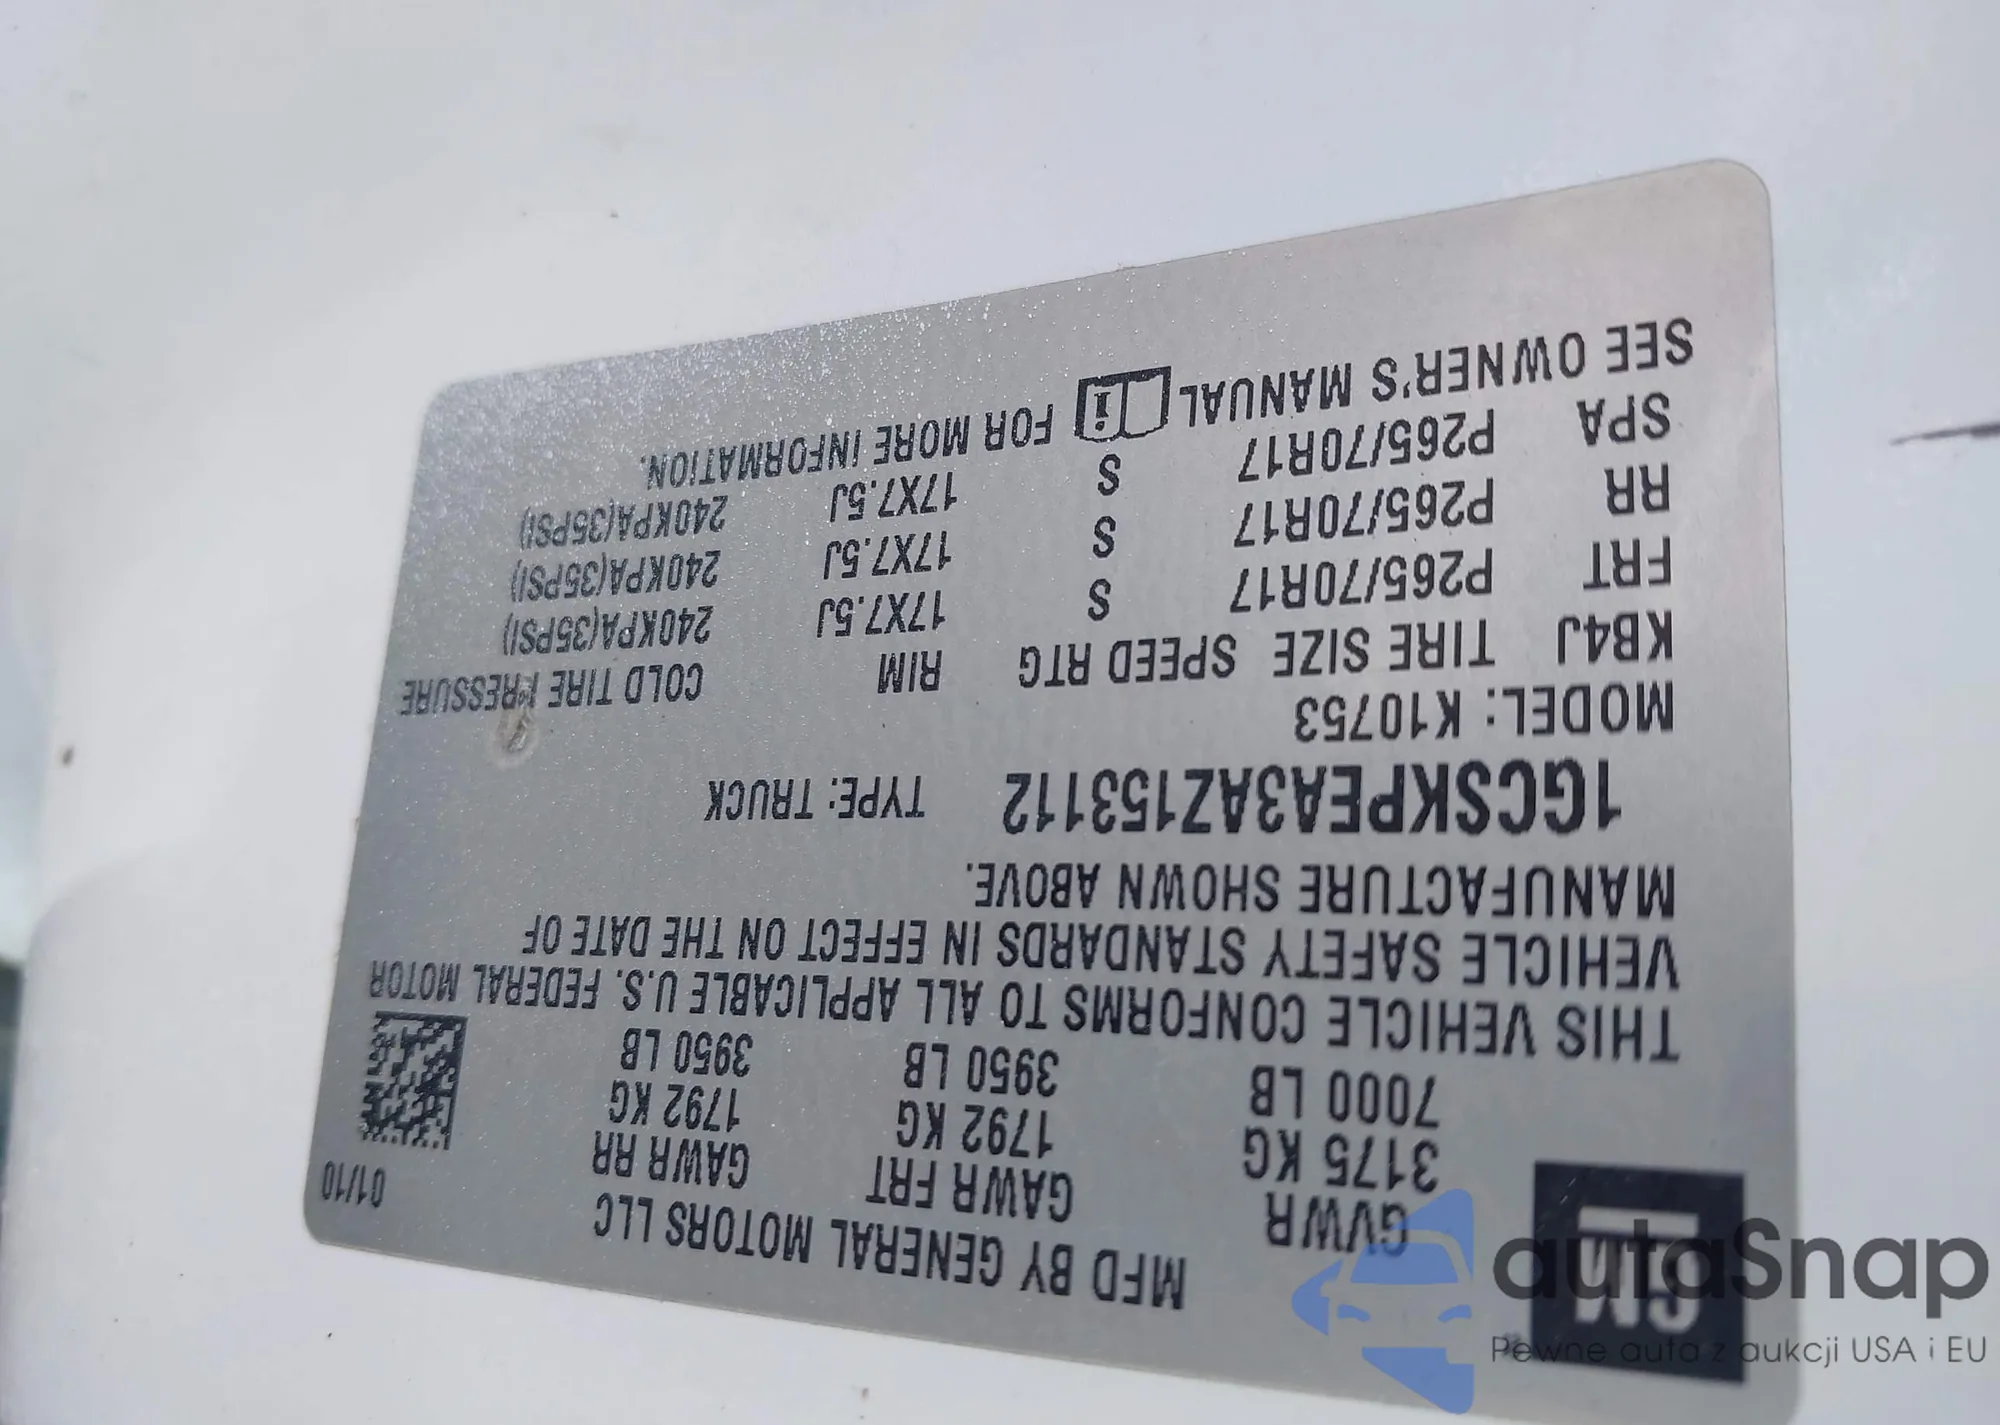 GM
MFD BY GENERAL MOTORS LLC
01/10
GVWR GAWR FRT GAWR RR
3175 KG 1792 KG 1792 KG
7000 LB 3950 LB 3950 LB
THIS VEHICLE CONFORMS TO ALL APPLICABLE U.S. FEDERAL MOTOR
VEHICLE SAFETY STANDARDS IN EFFECT ON THE DATE OF
MANUFACTURE SHOWN ABOVE.
1GCSKPEA3AZ153112 TYPE: TRUCK
MODEL: K10753
KB4J TIRE SIZE SPEED RTG RIM COLD TIRE PRESSURE
FRT P265/70R17 S 17X7.5J 240KPA(35PSI)
RR P265/70R17 S 17X7.5J 240KPA(35PSI)
SPA P265/70R17 S 17X7.5J 240KPA(35PSI)
SEE OWNER'S MANUAL FOR MORE INFORMATION.
autaSnap
Pewne auta z aukcji USA i EU